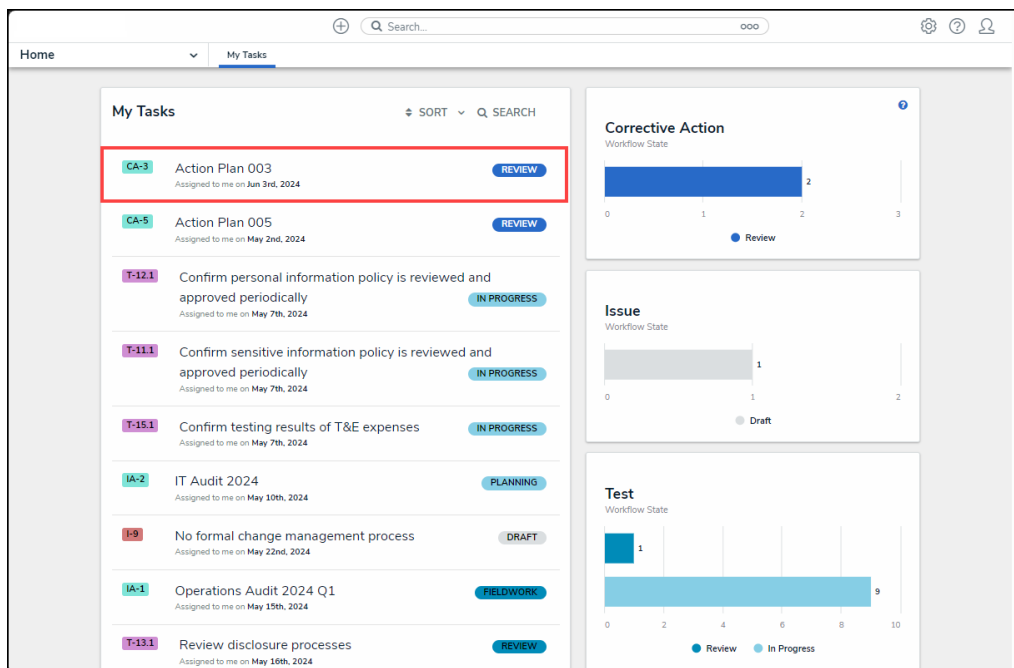 Search...
ooo
Home
My Tasks
My Tasks
SORT
SEARCH
CA-3
Action Plan 003
REVIEW
Assigned to me on Jun 3rd, 2024
CA-5
Action Plan 005
REVIEW
Assigned to me on May 2nd, 2024
T-12.1
Confirm personal information policy is reviewed and
approved periodically
IN PROGRESS
Assigned to me on May 7th, 2024
T-11.1
Confirm sensitive information policy is reviewed and
approved periodically
IN PROGRESS
Assigned to me on May 7th, 2024
T-15.1
Confirm testing results of T&E expenses
IN PROGRESS
Assigned to me on May 7th, 2024
IA-2
IT Audit 2024
PLANNING
Assigned to me on May 10th, 2024
I-9
No formal change management process
DRAFT
Assigned to me on May 22nd, 2024
IA-1
Operations Audit 2024 Q1
FIELDWORK
Assigned to me on May 15th, 2024
T-13.1
Review disclosure processes
REVIEW
Assigned to me on May 16th, 2024
?
Corrective Action
Workflow State
2
0 1 2 3
Review
Issue
Workflow State
1
0 1 2
Draft
Test
Workflow State
1
9
0 2 4 6 8 10
Review In Progress